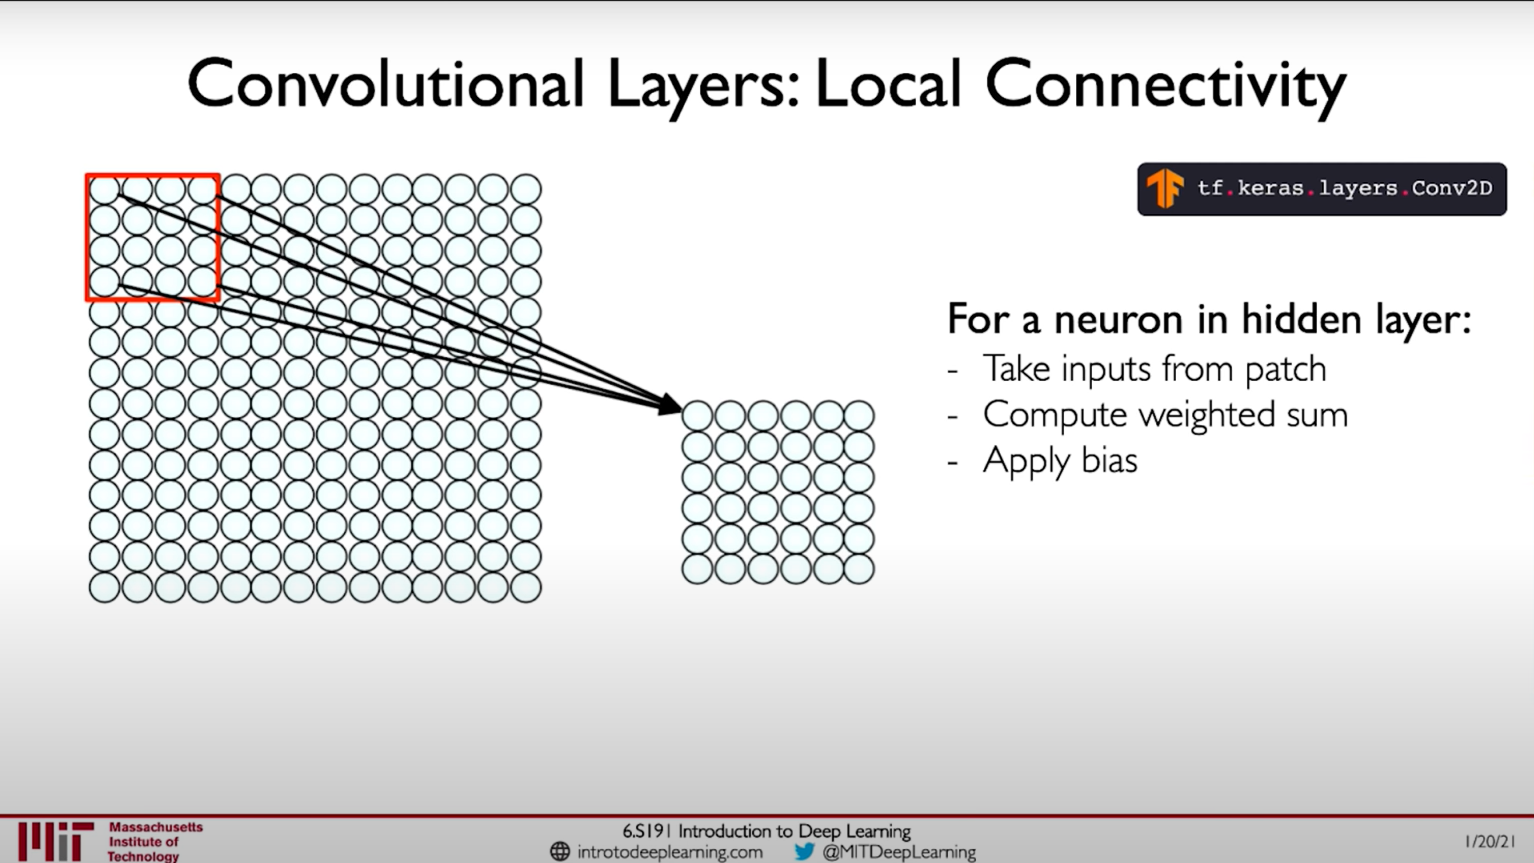 Convolutional Layers: Local Connectivity
tf.keras.layers.Conv2D
For a neuron in hidden layer:
- Take inputs from patch
- Compute weighted sum
- Apply bias
Massachusetts
Institute of
Technology
6.S191 Introduction to Deep Learning
introtodeeplearning.com @MITDeepLearning
1/20/21